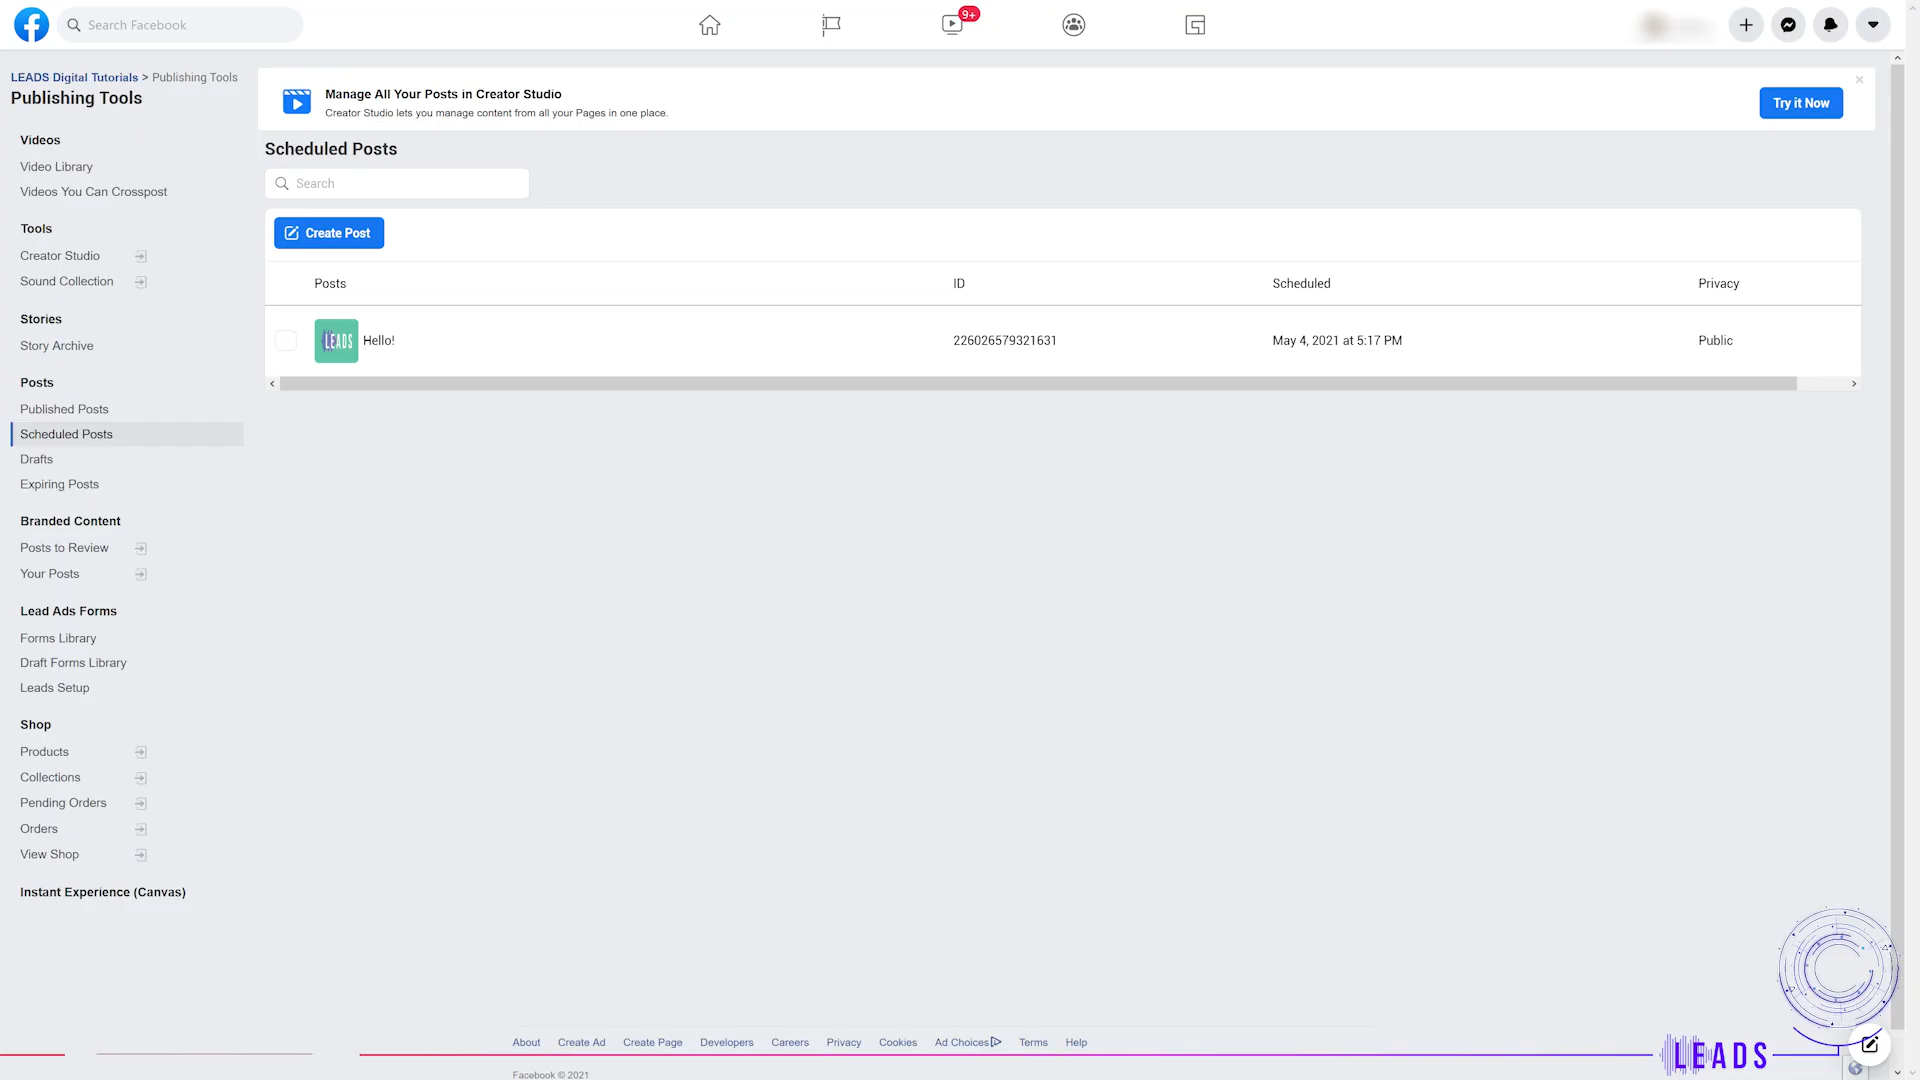 Search Facebook
9+
LEADS Digital Tutorials > Publishing Tools
Publishing Tools
Videos
Video Library
Videos You Can Crosspost
Tools
Creator Studio
Sound Collection
Stories
Story Archive
Posts
Published Posts
Scheduled Posts
Drafts
Expiring Posts
Branded Content
Posts to Review
Your Posts
Lead Ads Forms
Forms Library
Draft Forms Library
Leads Setup
Shop
Products
Collections
Pending Orders
Orders
View Shop
Instant Experience (Canvas)
Manage All Your Posts in Creator Studio
Creator Studio lets you manage content from all your Pages in one place.
Try it Now
Scheduled Posts
Search
Create Post
Posts ID Scheduled Privacy
LEADS Hello! 226026579321631 May 4, 2021 at 5:17 PM Public
About Create Ad Create Page Developers Careers Privacy Cookies Ad Choices Terms Help
Facebook © 2021
LEADS